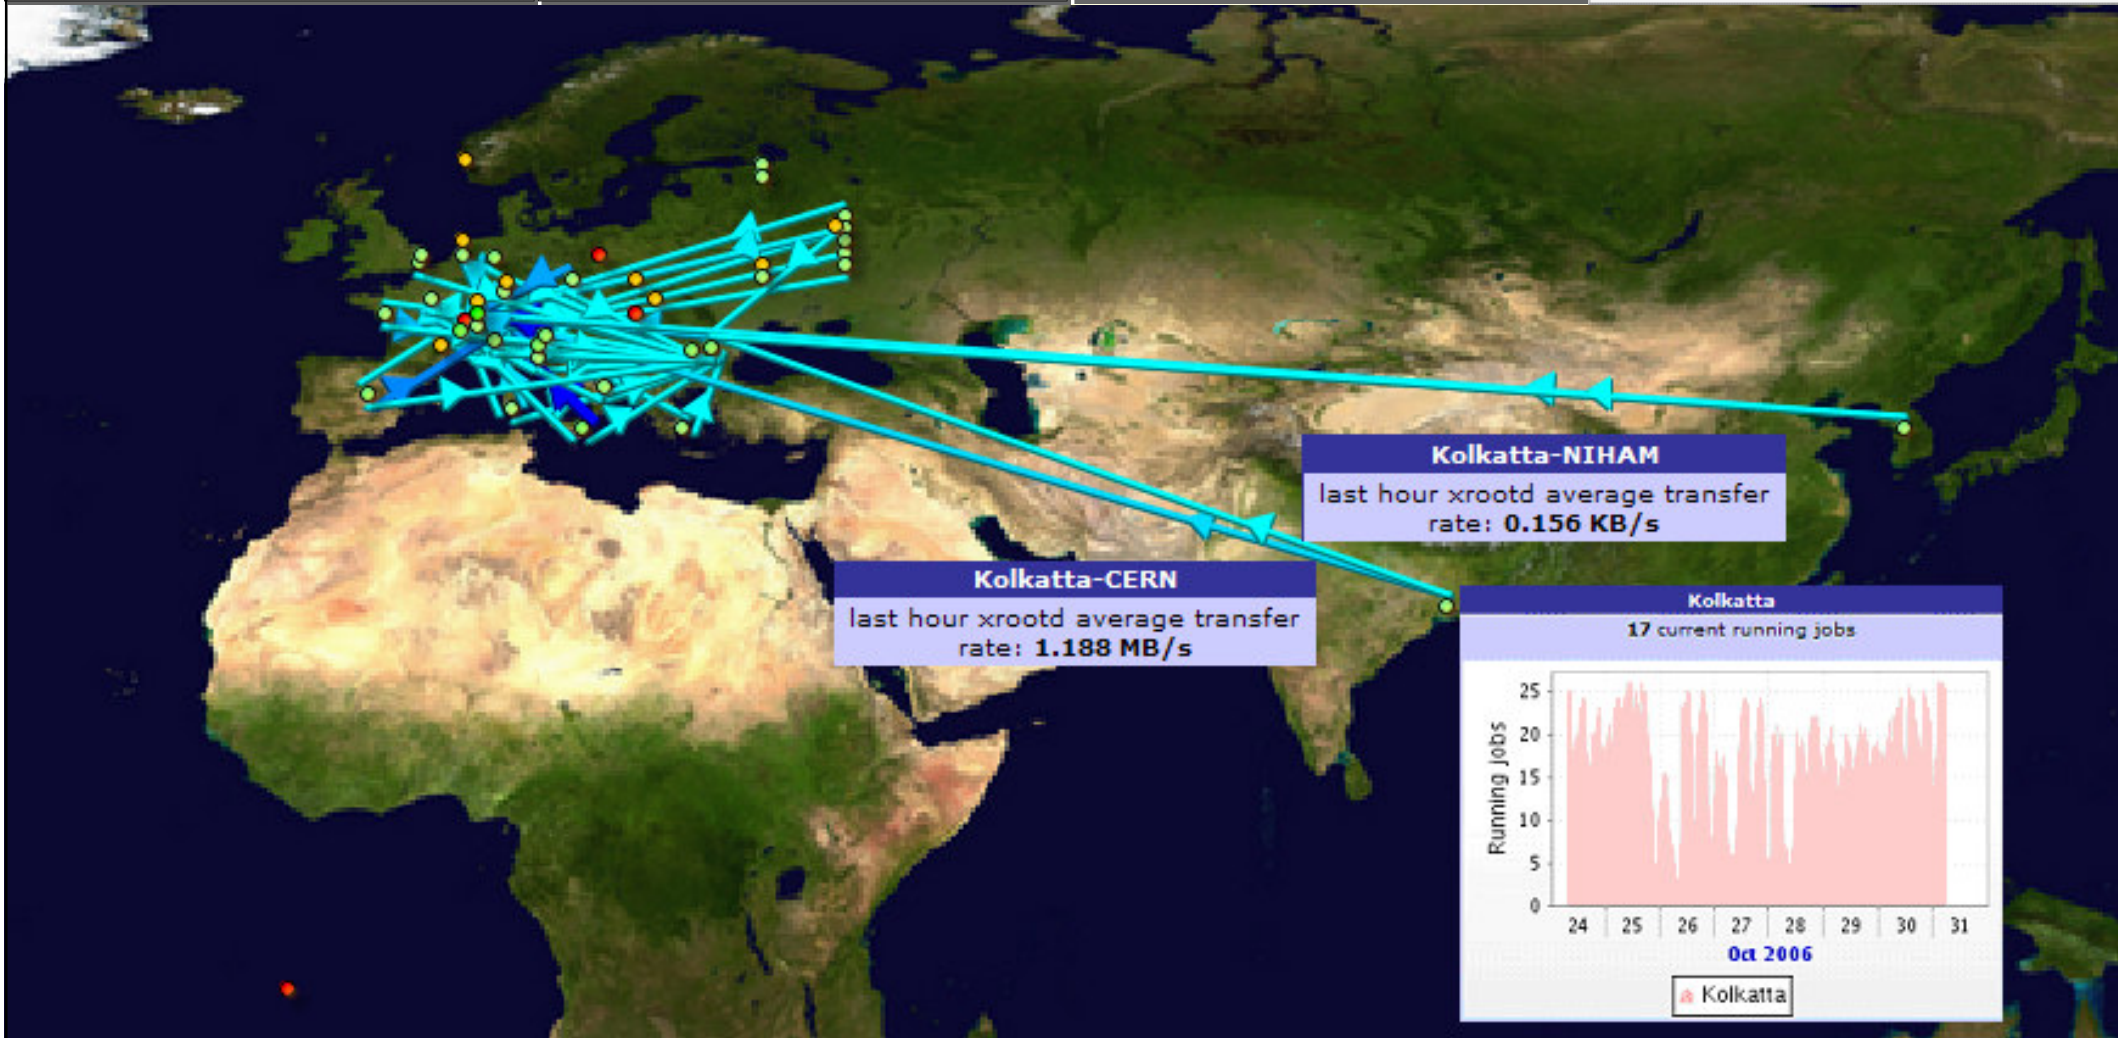 Kolkatta-NIHAM
last hour xrootd average transfer
rate: 0.156 KB/s
Kolkatta-CERN
last hour xrootd average transfer
rate: 1.188 MB/s
Kolkatta
17 current running jobs
Running jobs
25
20
15
10
5
0
24 25 26 27 28 29 30 31
Oct 2006
Kolkatta